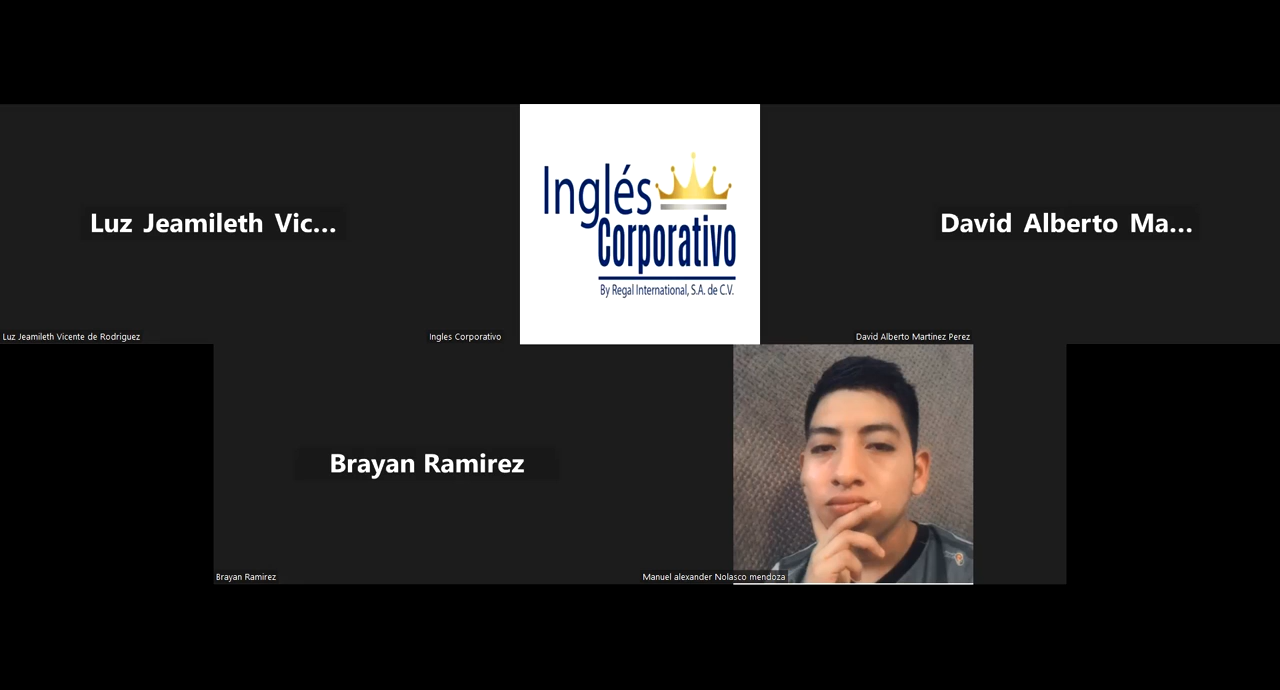 Luz Jeamileth Vic...
Inglés
Corporativo
By Regal International, S.A. de C.V.
David Alberto Ma...
Luz Jeamileth Vicente de Rodriguez
Ingles Corporativo
David Alberto Martinez Perez
Brayan Ramirez
Brayan Ramirez
Manuel alexander Nolasco mendoza